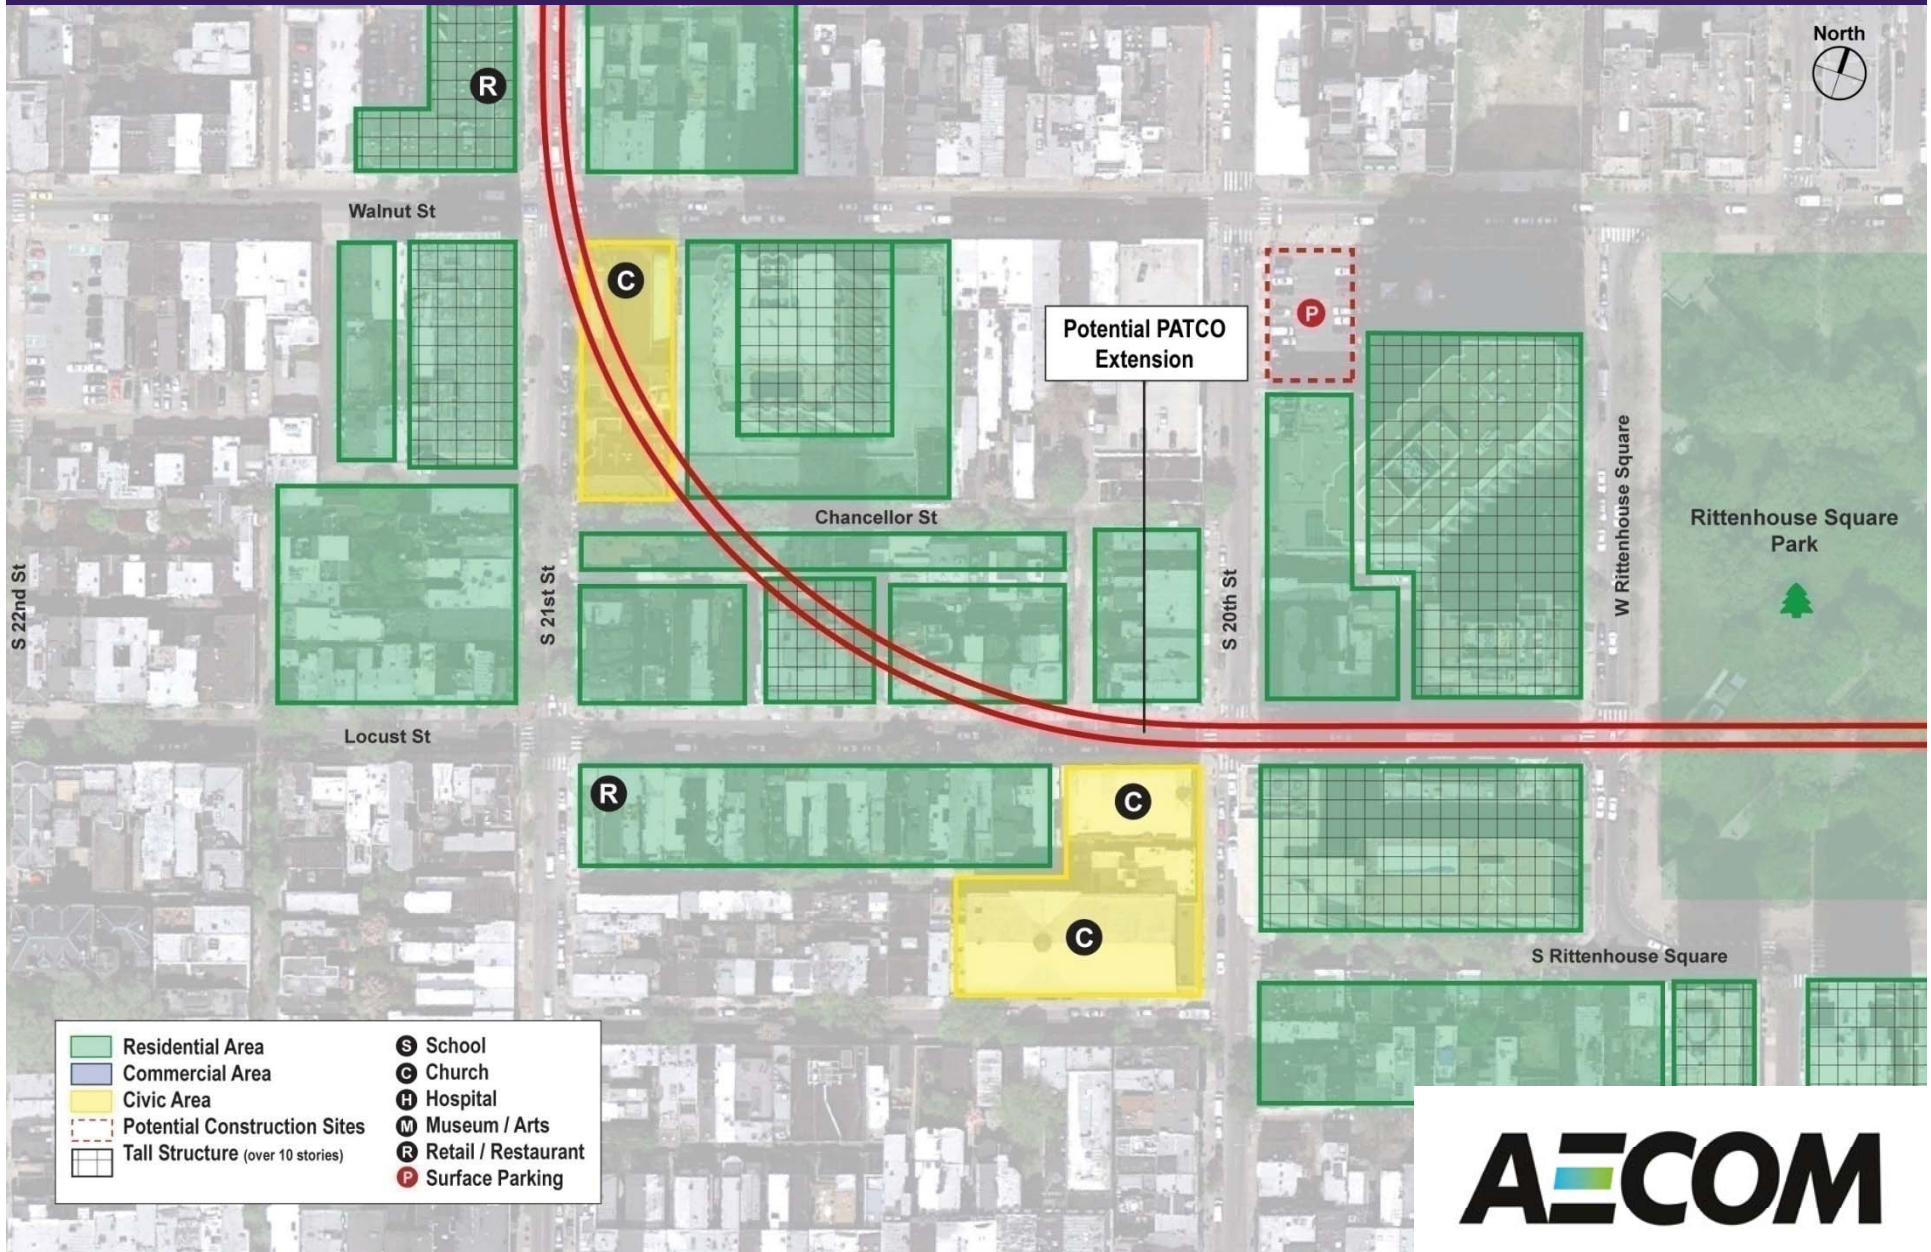 North
R
Walnut St
C
P
Potential PATCO
Extension
W Rittenhouse Square
Rittenhouse Square
Park
Chancellor St
S 22nd St
S 21st St
S 20th St
Locust St
R
C
C
S Rittenhouse Square
Residential Area
Commercial Area
Civic Area
Potential Construction Sites
Tall Structure (over 10 stories)
S School
C Church
H Hospital
M Museum / Arts
R Retail / Restaurant
P Surface Parking
AECOM